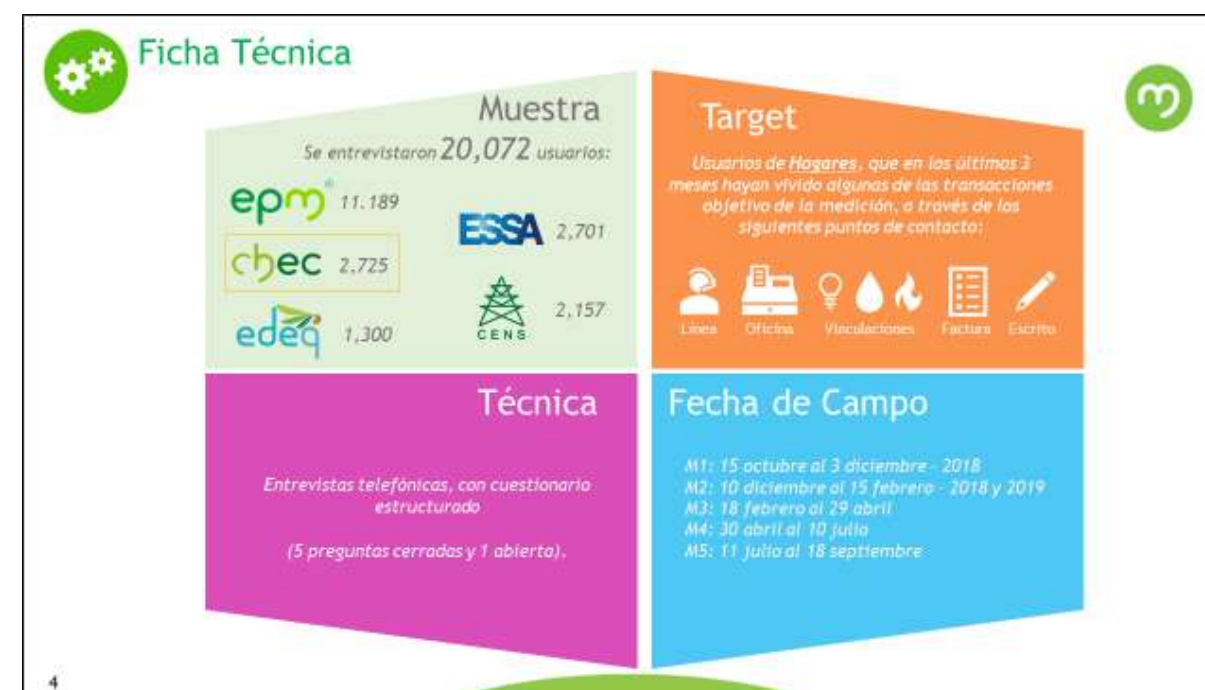 Ficha Técnica
Muestra
Se entrevistaron 20,072 usuarios:
epm® 11.189
ESSA 2,701
chec 2,725
edeq 1,300
CENS 2,157
Target
Usuarios de Hogares, que en los últimos 3
meses hayan vivido algunas de las transacciones
objetivo de la medición, a través de los
siguientes puntos de contacto:
Línea Oficina Vinculaciones Factura Escrito
Técnica
Entrevistas telefónicas, con cuestionario
estructurado
(5 preguntas cerradas y 1 abierta).
Fecha de Campo
M1: 15 octubre al 3 diciembre – 2018
M2: 10 diciembre al 15 febrero – 2018 y 2019
M3: 18 febrero al 29 abril
M4: 30 abril al 10 julio
M5: 11 julio al 18 septiembre
4